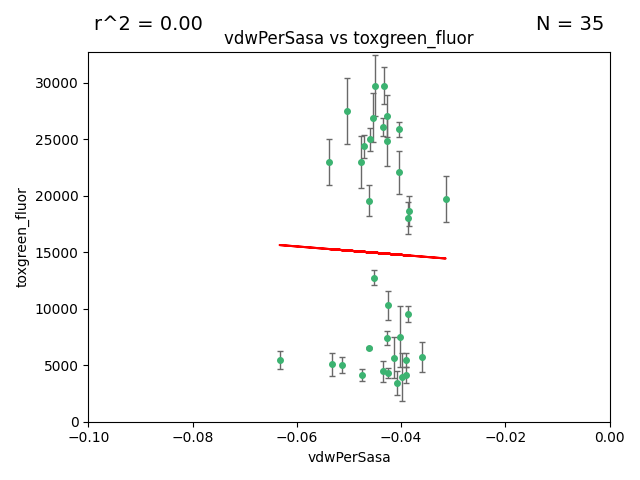 r^2 = 0.00
N = 35
vdwPerSasa vs toxgreen_fluor
30000
25000
20000
15000
10000
5000
0
toxgreen_fluor
−0.10
−0.08
−0.06
−0.04
−0.02
0.00
vdwPerSasa